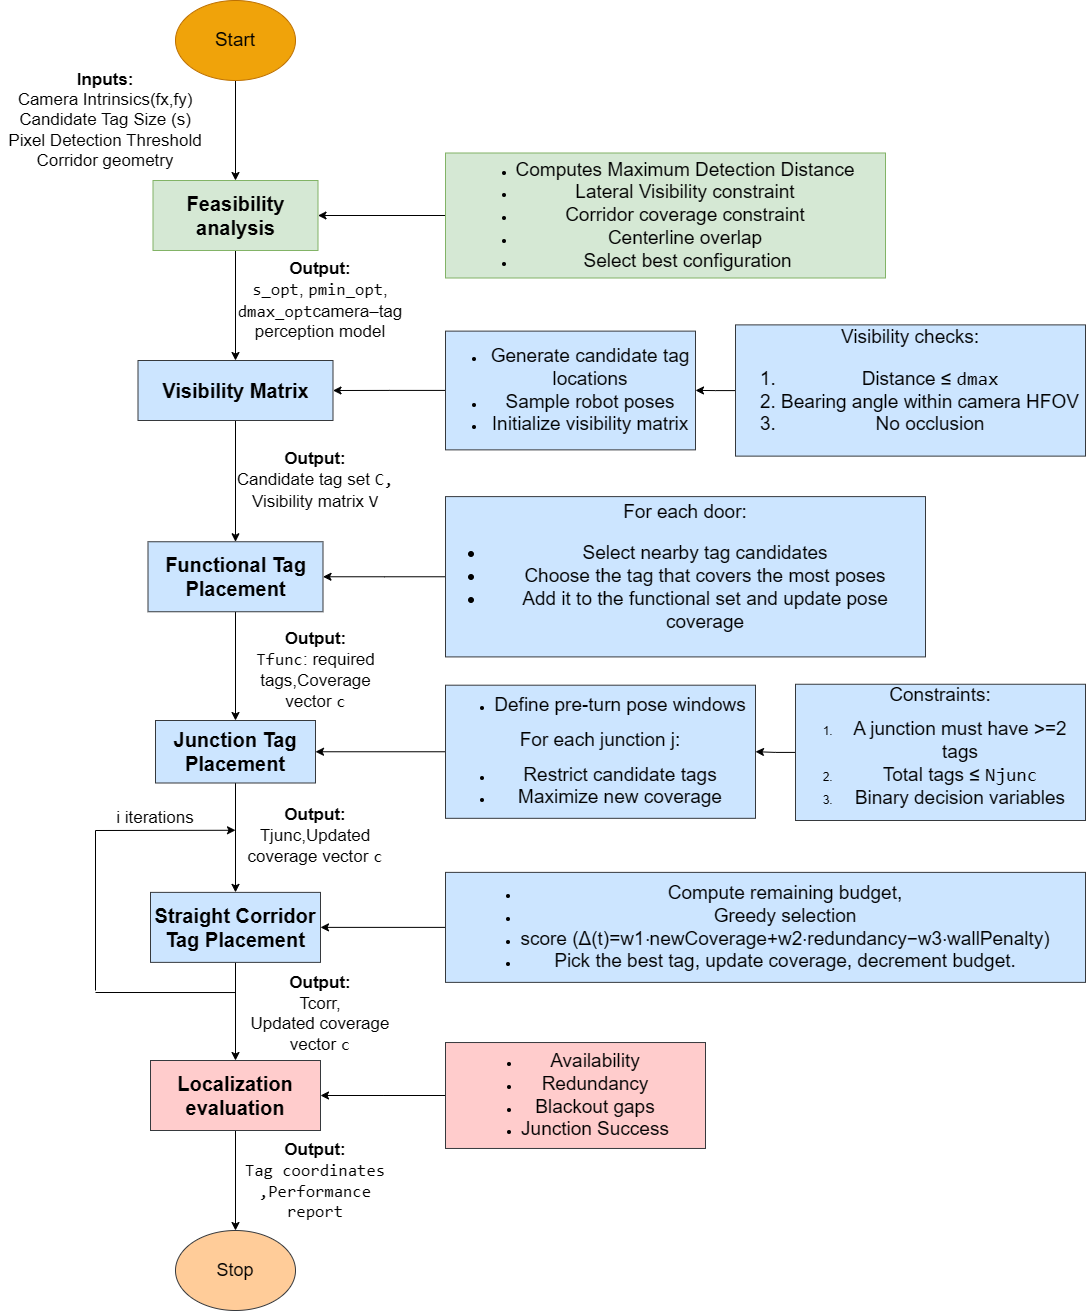 Start
Inputs:
Camera Intrinsics(fx,fy)
Candidate Tag Size (s)
Pixel Detection Threshold
Corridor geometry
Feasibility
analysis
• Computes Maximum Detection Distance
• Lateral Visibility constraint
• Corridor coverage constraint
• Centerline overlap
• Select best configuration
Output:
s_opt, pmin_opt,
dmax_optcamera–tag
perception model
Visibility Matrix
• Generate candidate tag
locations
• Sample robot poses
• Initialize visibility matrix
Visibility checks:
1. Distance ≤ dmax
2. Bearing angle within camera HFOV
3. No occlusion
Output:
Candidate tag set C,
Visibility matrix V
Functional Tag
Placement
For each door:
• Select nearby tag candidates
• Choose the tag that covers the most poses
• Add it to the functional set and update pose
coverage
Output:
Tfunc: required
tags,Coverage
vector c
Junction Tag
Placement
• Define pre-turn pose windows
For each junction j:
• Restrict candidate tags
• Maximize new coverage
Constraints:
1. A junction must have >=2
tags
2. Total tags ≤ Njunc
3. Binary decision variables
i iterations
Output:
Tjunc,Updated
coverage vector c
Straight Corridor
Tag Placement
• Compute remaining budget,
• Greedy selection
• score (Δ(t)=w1·newCoverage+w2·redundancy−w3·wallPenalty)
• Pick the best tag, update coverage, decrement budget.
Output:
Tcorr,
Updated coverage
vector c
Localization
evaluation
• Availability
• Redundancy
• Blackout gaps
• Junction Success
Output:
Tag coordinates
,Performance
report
Stop